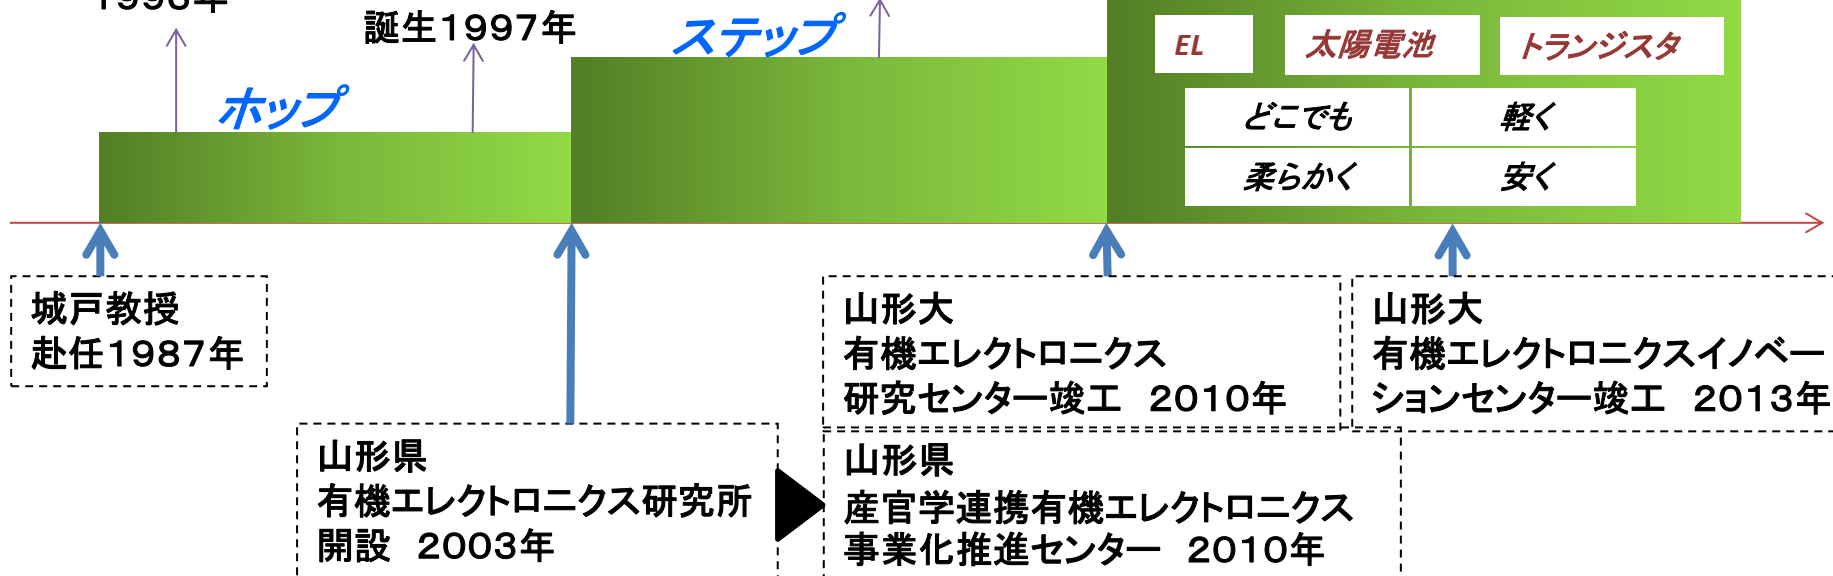 誕生1997年
ステップ
ホップ
EL
太陽電池
トランジスタ
どこでも
軽く
柔らかく
安く
城戸教授
赴任1987年
山形大
有機エレクトロニクス
研究センター竣工　2010年
山形大
有機エレクトロニクスイノベー
ションセンター竣工　2013年
山形県
有機エレクトロニクス研究所
開設　2003年
山形県
産官学連携有機エレクトロニクス
事業化推進センター　2010年